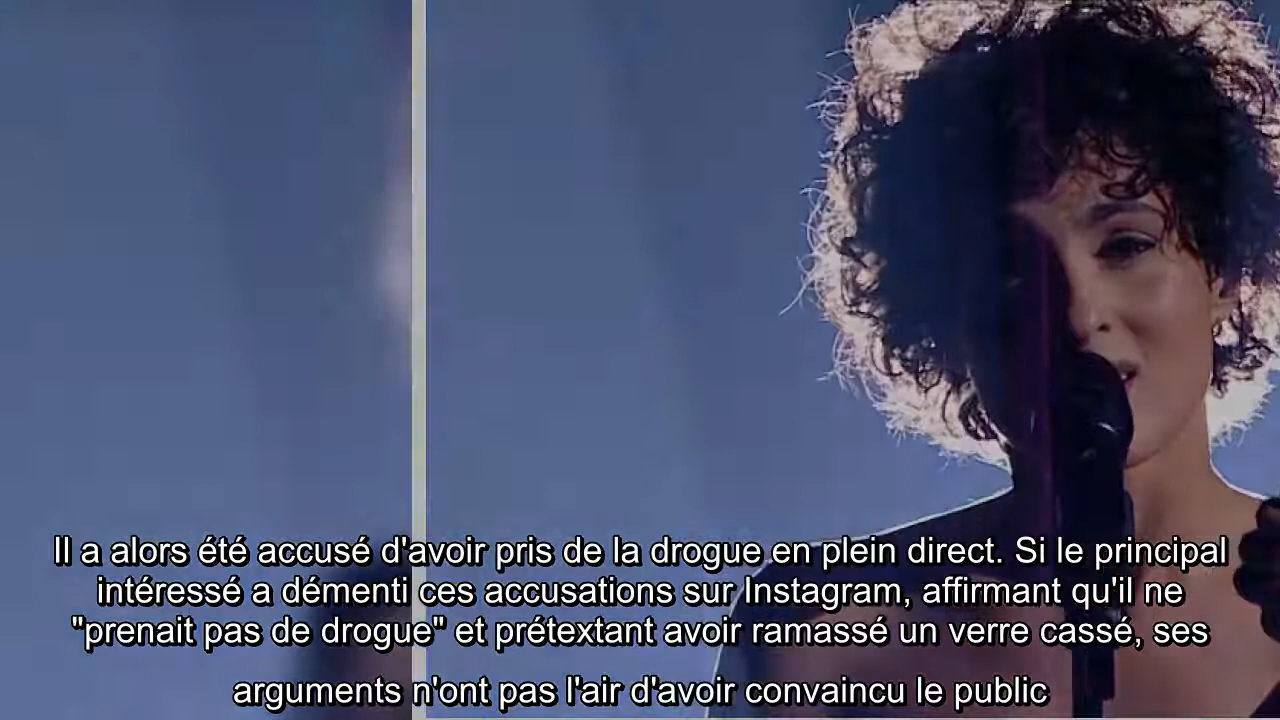 Il a alors été accusé d'avoir pris de la drogue en plein direct. Si le principal
intéressé a démenti ces accusations sur Instagram, affirmant qu'il ne
"prenait pas de drogue" et prétextant avoir ramassé un verre cassé, ses
arguments n'ont pas l'air d'avoir convaincu le public